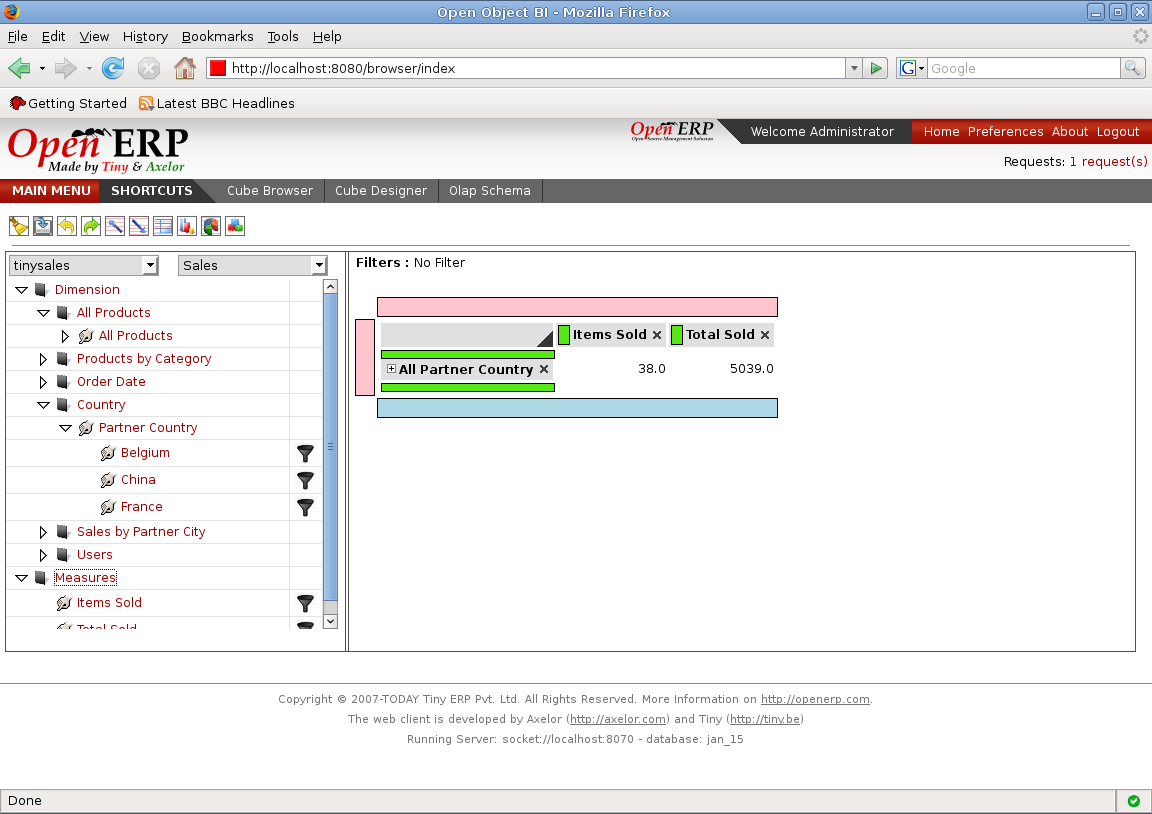 Open Object BI - Mozilla Firefox
File Edit View History Bookmarks Tools Help
http://localhost:8080/browser/index
G Google
Getting Started Latest BBC Headlines
Open ERP
Made by Tiny & Axelor
Open ERP
Open Source Management Solution
Welcome Administrator
Home Preferences About Logout
Requests: 1 request(s)
MAIN MENU SHORTCUTS Cube Browser Cube Designer Olap Schema
tinysales Sales
Dimension
All Products
All Products
Products by Category
Order Date
Country
Partner Country
Belgium
China
France
Sales by Partner City
Users
Measures
Items Sold
Total Sold
Filters : No Filter
Items Sold Total Sold
All Partner Country 38.0 5039.0
Copyright © 2007-TODAY Tiny ERP Pvt. Ltd. All Rights Reserved. More Information on http://openerp.com.
The web client is developed by Axelor (http://axelor.com) and Tiny (http://tiny.be)
Running Server: socket://localhost:8070 - database: jan_15
Done